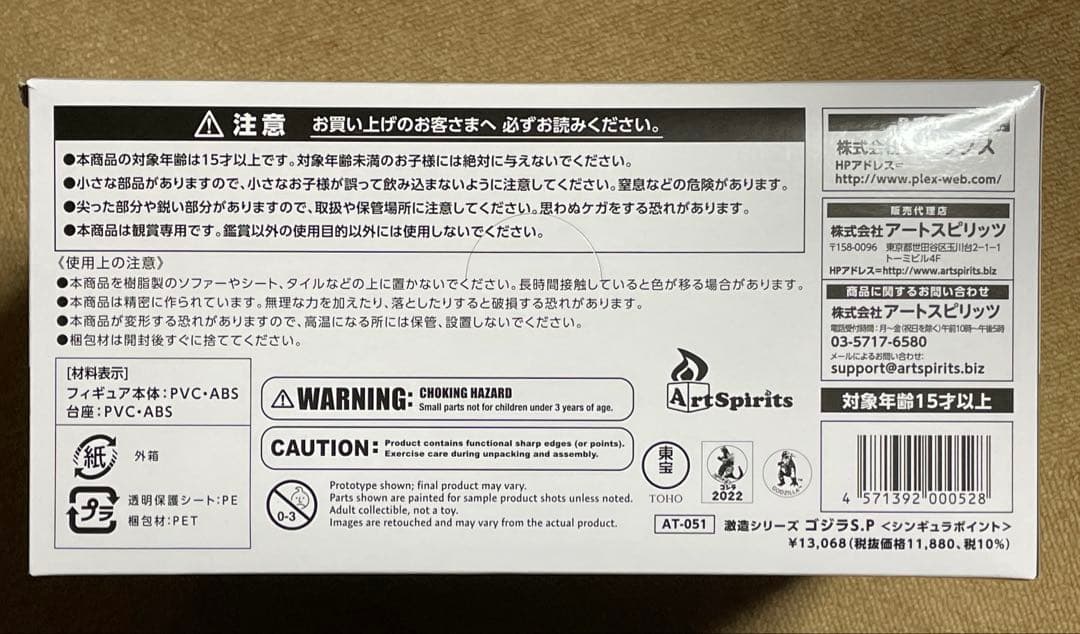 注意 お買い上げのお客さまへ 必ずお読みください。
●本商品の対象年齢は15才以上です。対象年齢未満のお子様には絶対に与えないでください。
●小さな部品がありますので、小さなお子様が誤って飲み込まないように注意してください。窒息などの危険があります。
●尖った部分や鋭い部分がありますので、取扱や保管場所に注意してください。思わぬケガをする恐れがあります。
●本商品は観賞専用です。鑑賞以外の使用目的以外には使用しないでください。
《使用上の注意》
●本商品を樹脂製のソファーやシート、タイルなどの上に置かないでください。長時間接触していると色が移る場合があります。
●本商品は精密に作られています。無理な力を加えたり、落としたりすると破損する恐れがあります。
●本商品が変形する恐れがありますので、高温になる所には保管、設置しないでください。
●梱包材は開封後すぐに捨ててください。
[材料表示]
フィギュア本体:PVC・ABS
台座:PVC・ABS
紙 外箱
プラ 透明保護シート:PE
梱包材:PET
WARNING: CHOKING HAZARD
Small parts not for children under 3 years of age.
CAUTION: Product contains functional sharp edges (or points).
Exercise care during unpacking and assembly.
0-3
Prototype shown; final product may vary.
Parts shown are painted for sample product shots unless noted.
Adult collectible, not a toy.
Images are retouched and may vary from the actual product.
ArtSpirits
東宝
TOHO
ゴジラ
2022
GODZILLA
株式会
クス
HPアドレス=
http://www.plex-web.com/
販売代理店
株式会社アートスピリッツ
〒158-0096 東京都世田谷区玉川台2-1-1
トーミビル4F
HPアドレス=http://www.artspirits.biz
商品に関するお問い合わせ
株式会社アートスピリッツ
電話受付時間:月〜金(祝日を除く)午前10時〜午後5時
03-5717-6580
メールによるお問い合わせ:
support@artspirits.biz
対象年齢15才以上
4 571392 000528
AT-051 激造シリーズ ゴジラS.P <シンギュラポイント>
¥13,068(税抜価格11,880、税10%)